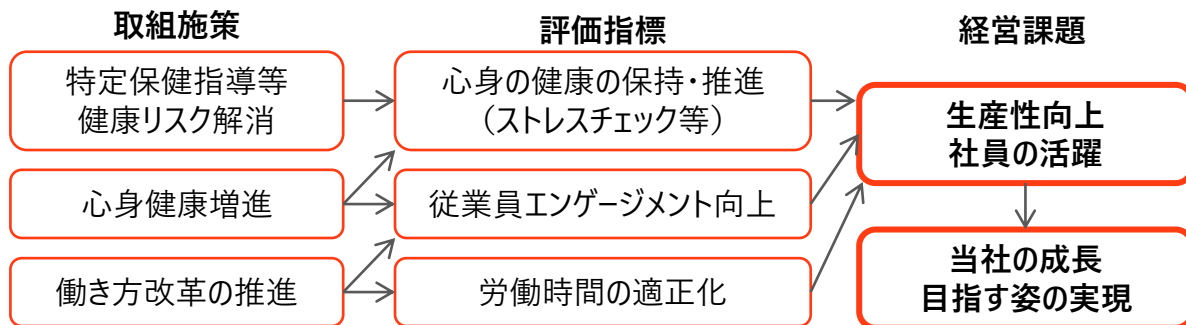 取組施策
評価指標
経営課題
特定保健指導等
健康リスク解消
心身の健康の保持・推進
（ストレスチェック等）
生産性向上
社員の活躍
心身健康増進
従業員エンゲージメント向上
働き方改革の推進
労働時間の適正化
当社の成長
目指す姿の実現